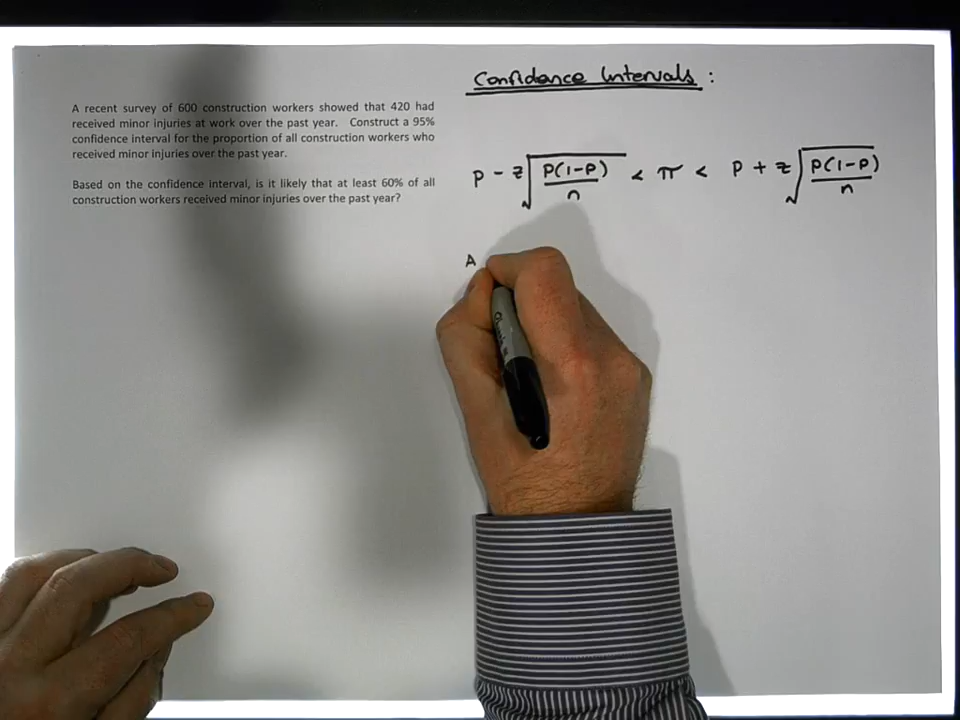 Confidence Intervals :
A recent survey of 600 construction workers showed that 420 had
received minor injuries at work over the past year. Construct a 95%
confidence interval for the proportion of all construction workers who
received minor injuries over the past year.
Based on the confidence interval, is it likely that at least 60% of all
construction workers received minor injuries over the past year?
P - z√(P(1-P)/n) < π < P + z√(P(1-P)/n)
A